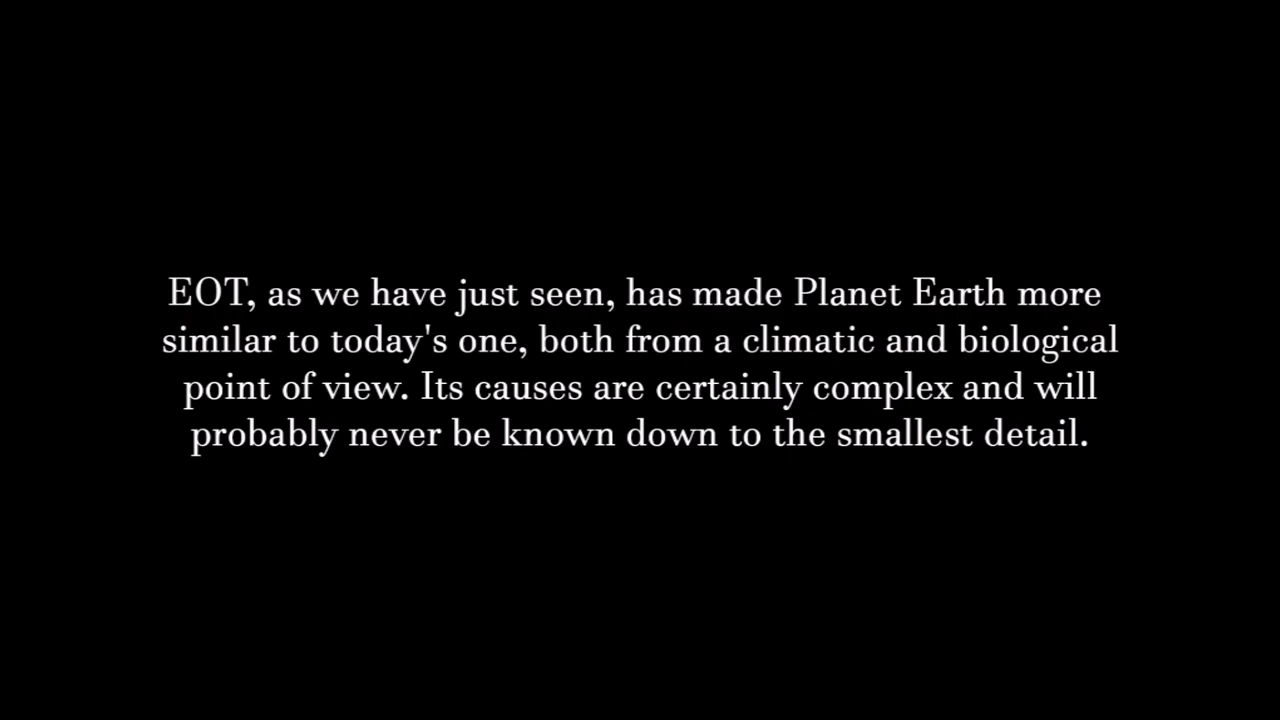 EOT, as we have just seen, has made Planet Earth more
similar to today's one, both from a climatic and biological
point of view. Its causes are certainly complex and will
probably never be known down to the smallest detail.